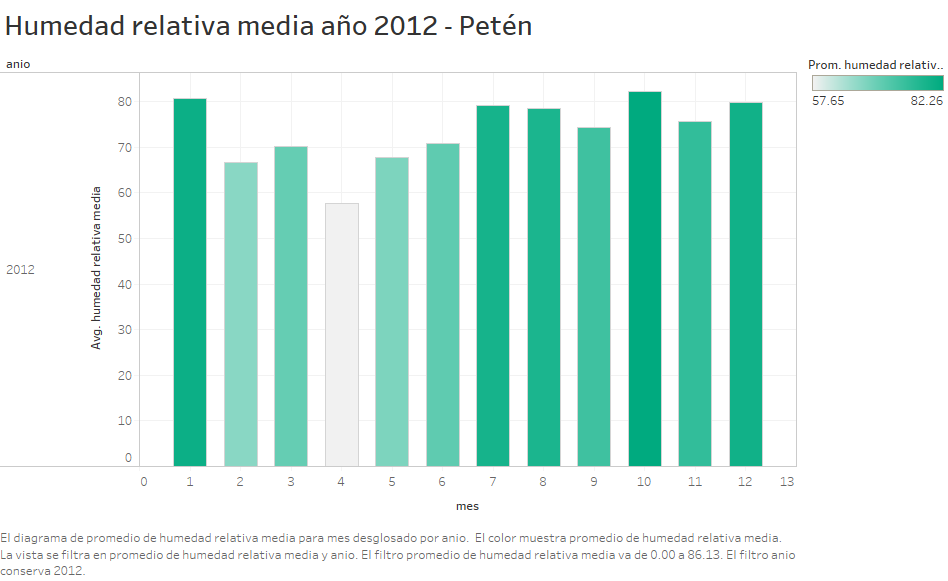 Humedad relativa media año 2012 - Petén
anio
Prom. humedad relativ..
57.65 82.26
2012
Avg. humedad relativa media
80
70
60
50
40
30
20
10
0
0 1 2 3 4 5 6 7 8 9 10 11 12 13
mes
El diagrama de promedio de humedad relativa media para mes desglosado por anio. El color muestra promedio de humedad relativa media.
La vista se filtra en promedio de humedad relativa media y anio. El filtro promedio de humedad relativa media va de 0.00 a 86.13. El filtro anio
conserva 2012.